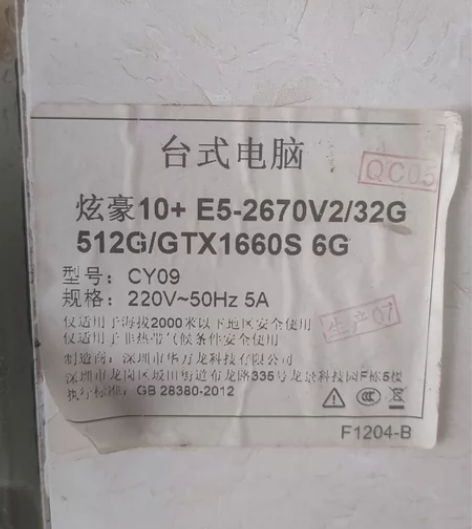 台式电脑
QC05
炫豪10+ E5-2670V2/32G
512G/GTX1660S 6G
型号: CY09
规格: 220V~50Hz 5A
仅适用于海拔2000米以下地区安全使用
生产07
仅适用于非热带气候条件安全使用
制造商: 深圳市华万龙科技有限公司
深圳市龙岗区坂田街道布龙路335号龙景科技园F栋5楼
执行标准: GB 28380-2012
F1204-B